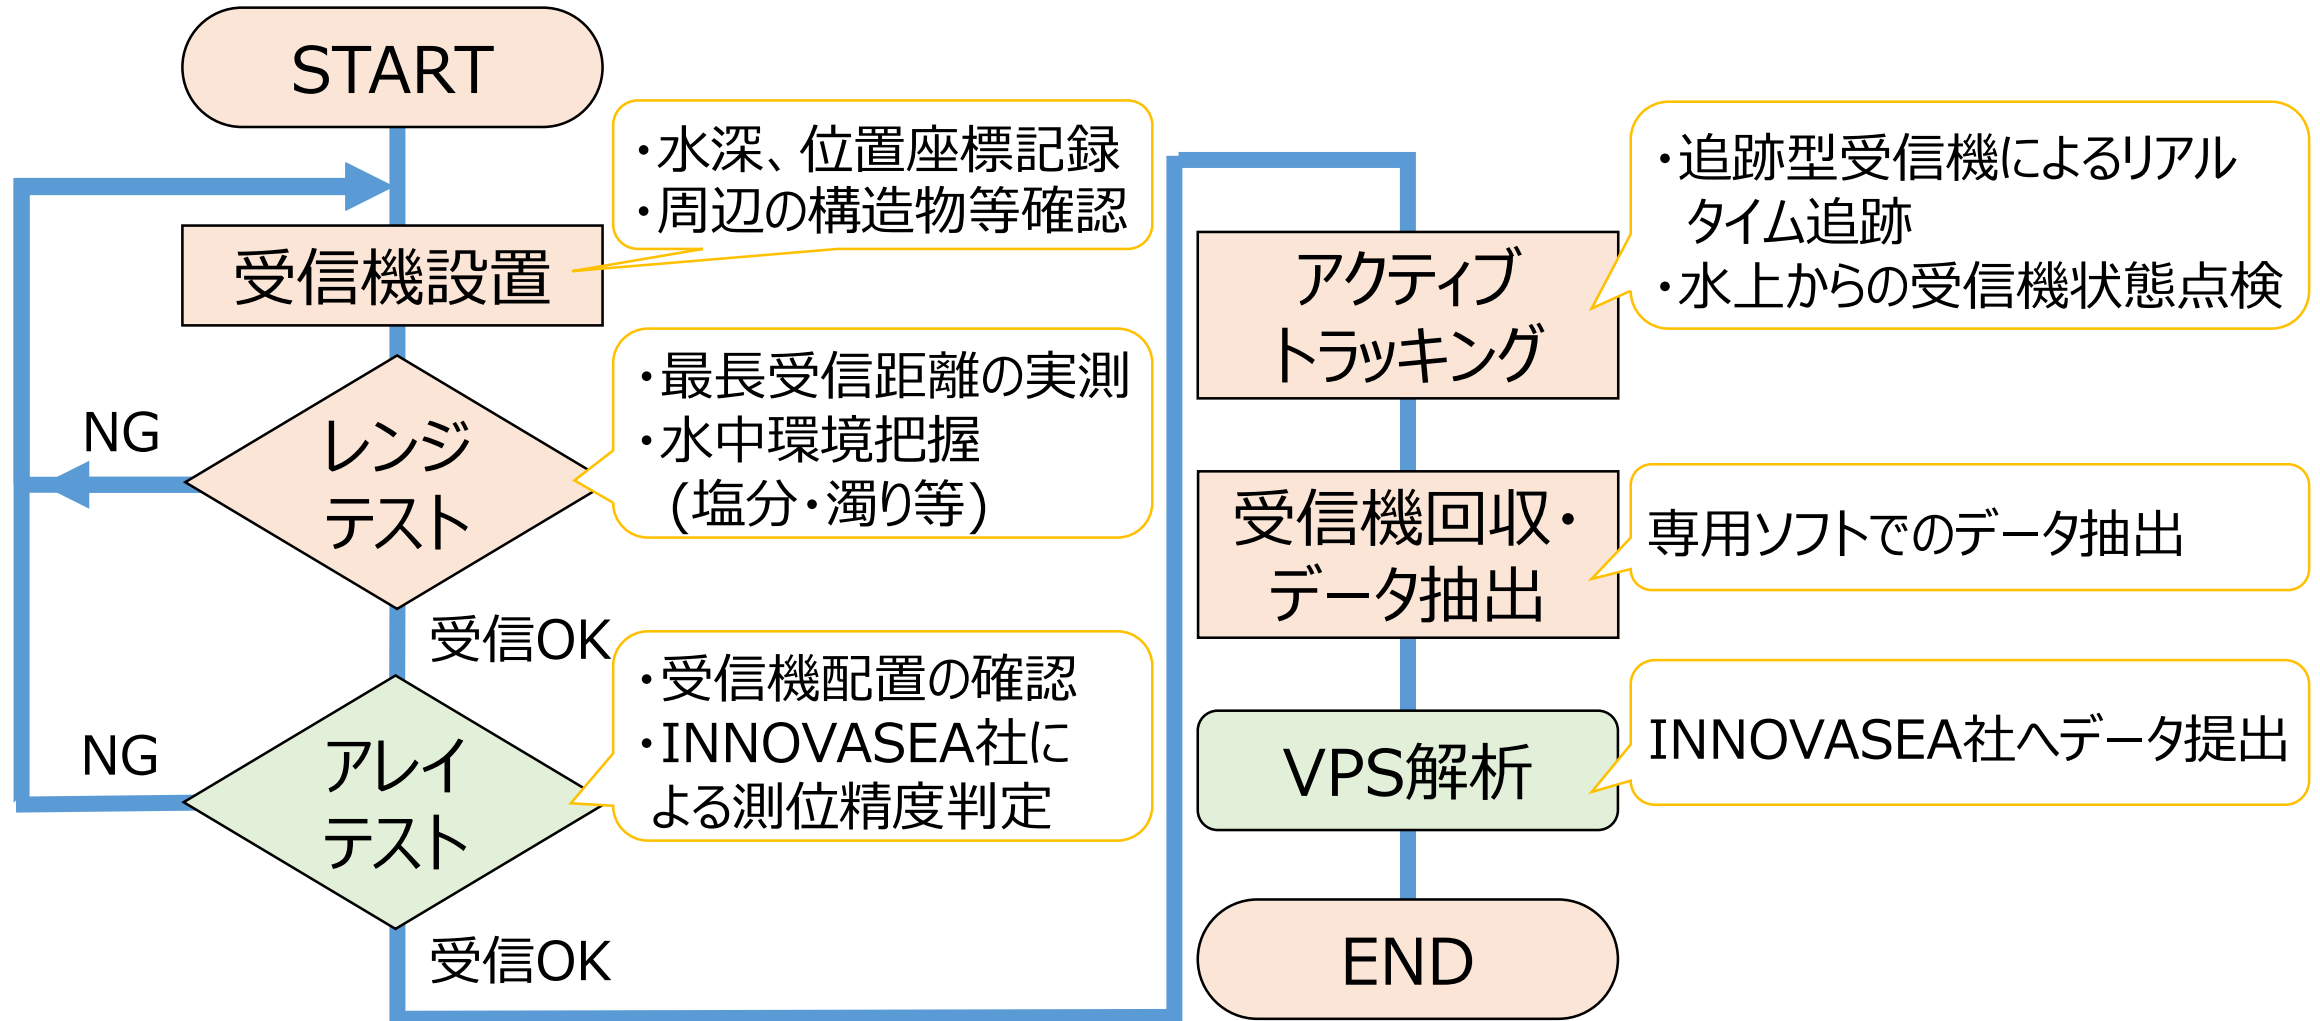 START
・水深、位置座標記録
・周辺の構造物等確認
受信機設置
・最長受信距離の実測
・水中環境把握
(塩分・濁り等)
NG
レンジ
テスト
受信OK
・受信機配置の確認
・INNOVASEA社に
よる測位精度判定
NG
アレイ
テスト
受信OK
・追跡型受信機によるリアル
タイム追跡
・水上からの受信機状態点検
アクティブ
トラッキング
受信機回収・
データ抽出
専用ソフトでのデータ抽出
VPS解析
INNOVASEA社へデータ提出
END